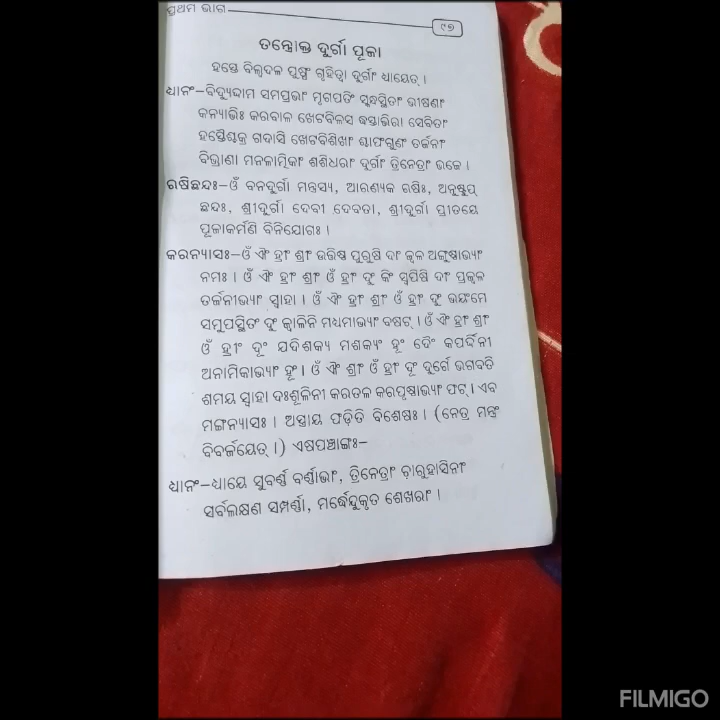 ପ୍ରଥମ ଭାଗ
୯୭
ତନ୍ତ୍ରୋକ୍ତ ଦୁର୍ଗା ପୂଜା
ହସ୍ତେ ବିଲ୍ୱଦଳ ପୁଷ୍ପଂ ଗୃହିତ୍ୱା ଦୁର୍ଗାଂ ଧ୍ୟାୟେତ୍ ।
ଧ୍ୟାନଂ–ବିଦ୍ୟୁଦ୍ଦାମ ସମପ୍ରଭାଂ ମୃଗପତିଂ ସ୍କନ୍ଧସ୍ଥିତାଂ ଭୀଷଣାଂ
କନ୍ୟାଭିଃ କରବାଳ ଖେଟବିଳସ ଦ୍ଧସ୍ତାଭିରା ସେବିତାଂ
ହସ୍ତୈଶ୍ଚକ୍ର ଗଦାସି ଖେଟବିଶିଖାଂ ଶ୍ଚାଫଗୁଣଂ ତର୍ଜନୀଂ
ବିଭ୍ରାଣା ମନଳାତ୍ମିକାଂ ଶଶିଧରାଂ ଦୁର୍ଗାଂ ତ୍ରିନେତ୍ରାଂ ଭଜେ ।
ଋଷିଛନ୍ଦଃ–ଓଁ ବନଦୁର୍ଗା ମନ୍ତ୍ରସ୍ୟ, ଆରଣ୍ୟକ ଋଷିଃ, ଅନୁଷ୍ଟୁପ୍
ଛନ୍ଦଃ, ଶ୍ରୀଦୁର୍ଗା ଦେବୀ ଦେବତା, ଶ୍ରୀଦୁର୍ଗା ପ୍ରୀତୟେ
ପୂଜାକର୍ମଣି ବିନିଯୋଗଃ ।
କରନ୍ୟାସଃ–ଓଁ ଐଂ ହ୍ରୀଂ ଶ୍ରୀଂ ଉତ୍ତିଷ୍ଠ ପୁରୁଷି ଦାଂ ଜ୍ୱଳ ଅଙ୍ଗୁଷ୍ଠାଭ୍ୟାଂ
ନମଃ । ଓଁ ଐଂ ହ୍ରୀଂ ଶ୍ରୀଂ ଓଁ ହ୍ରୀଂ ଦୁଂ କିଂ ସ୍ୱପିଷି ଦାଂ ପ୍ରଜ୍ଜ୍ୱଳ
ତର୍ଜନୀଭ୍ୟାଂ ସ୍ୱାହା । ଓଁ ଐଂ ହ୍ରୀଂ ଶ୍ରୀଂ ଓଁ ହ୍ରୀଂ ଦୁଂ ଭୟଂମେ
ସମୁପସ୍ଥିତଂ ଦୁଂ ଜ୍ୱାଳିନି ମଧ୍ୟମାଭ୍ୟାଂ ବଷଟ୍ । ଓଁ ଐଂ ହ୍ରୀଂ ଶ୍ରୀଂ
ଓଁ ହ୍ରୀଂ ଦୂଂ ଯଦିଶକ୍ୟ ମଶକ୍ୟଂ ହୂଂ ଦୈଂ କପର୍ଦ୍ଦିନୀ
ଅନାମିକାଭ୍ୟାଂ ହୂଂ । ଓଁ ଐଂ ଶ୍ରୀଂ ଓଁ ହ୍ରୀଂ ଦୂଂ ଦୁର୍ଗେ ଭଗବତି
ଶମୟ ସ୍ୱାହା ଦଃଶୂଳିନୀ କରତଳ କରପୃଷ୍ଠାଭ୍ୟାଂ ଫଟ୍ । ଏବ
ମଙ୍ଗନ୍ୟାସଃ । ଅସ୍ତ୍ରାୟ ଫଡ଼ିତି ବିଶେଷଃ । (ନେତ୍ର ମନ୍ତ୍ରଂ
ବିବର୍ଜୟେତ୍ ।) ଏଷପଞ୍ଚାଙ୍ଗଃ–
ଧ୍ୟାନଂ–ଧ୍ୟାୟେ ସୁବର୍ଣ୍ଣ ବର୍ଣ୍ଣାଭାଂ, ତ୍ରିନେତ୍ରାଂ ଚାରୁହାସିନୀଂ
ସର୍ବଲକ୍ଷଣ ସମ୍ପର୍ଣ୍ଣା, ମର୍ଦ୍ଧେନ୍ଦୁକୃତ ଶେଖରାଂ ।
FILMIGO